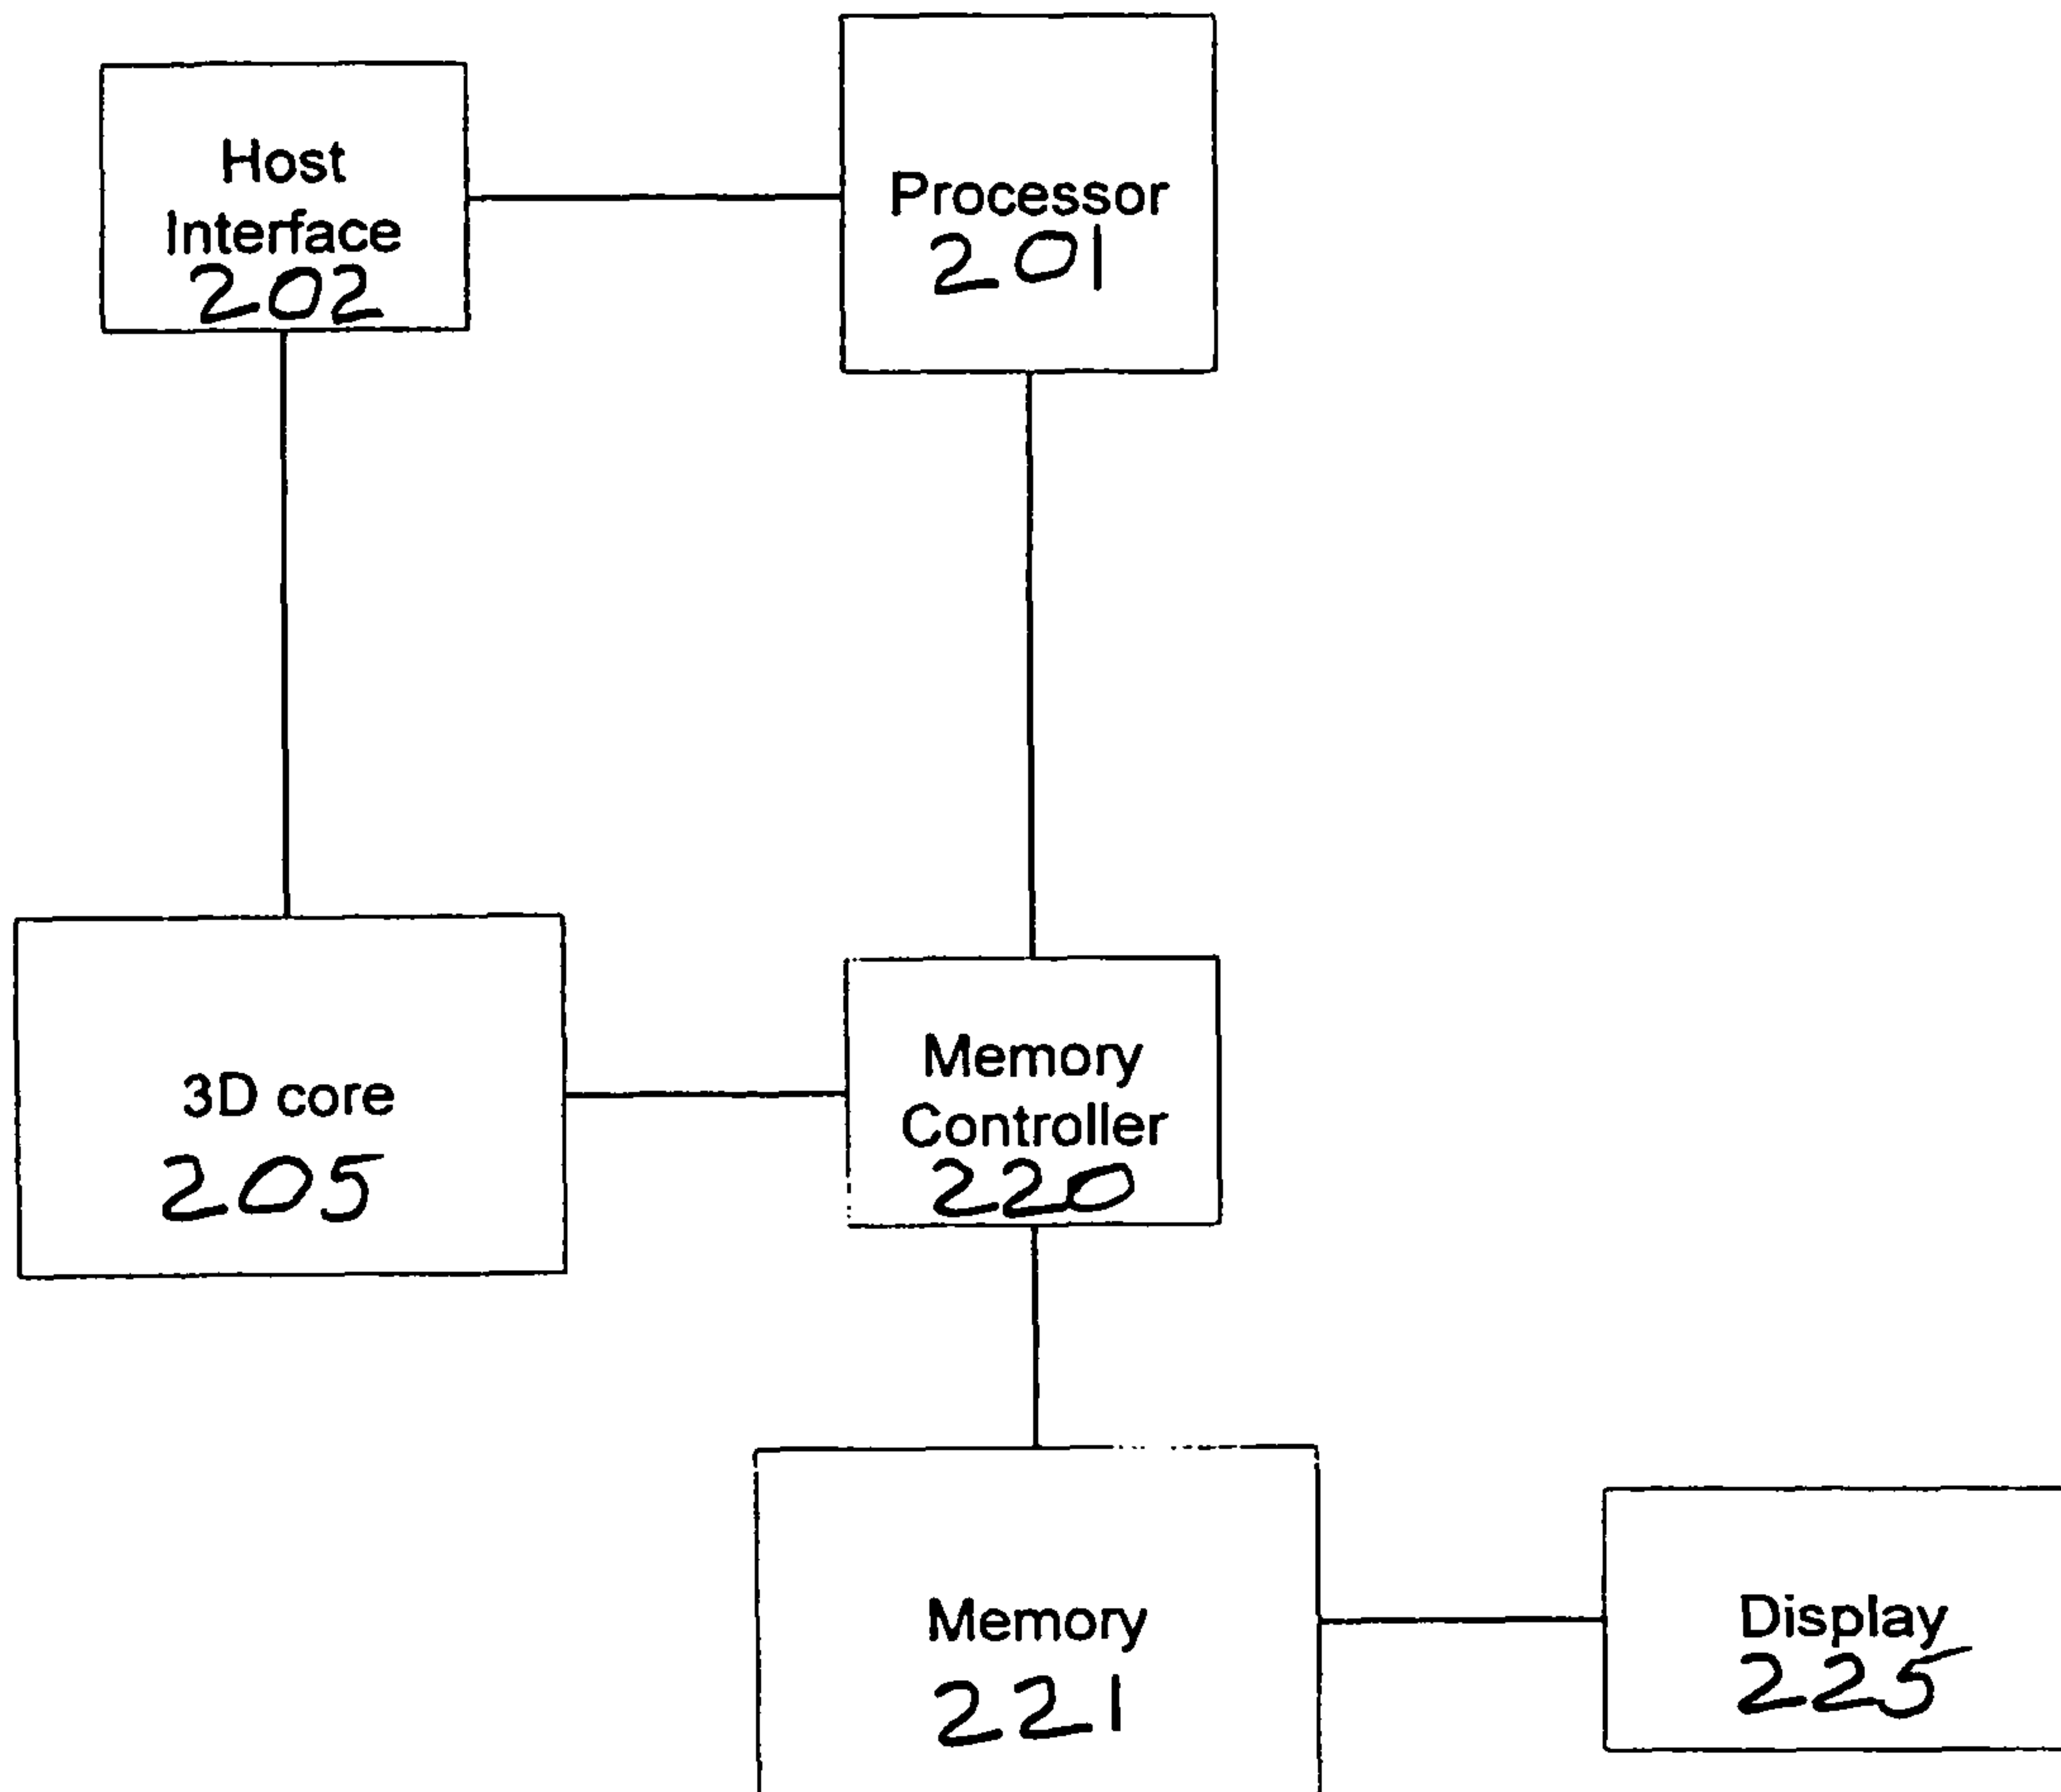 Host
Interface
202
Processor
201
3D core
205
Memory
Controller
220
Memory
221
Display
225